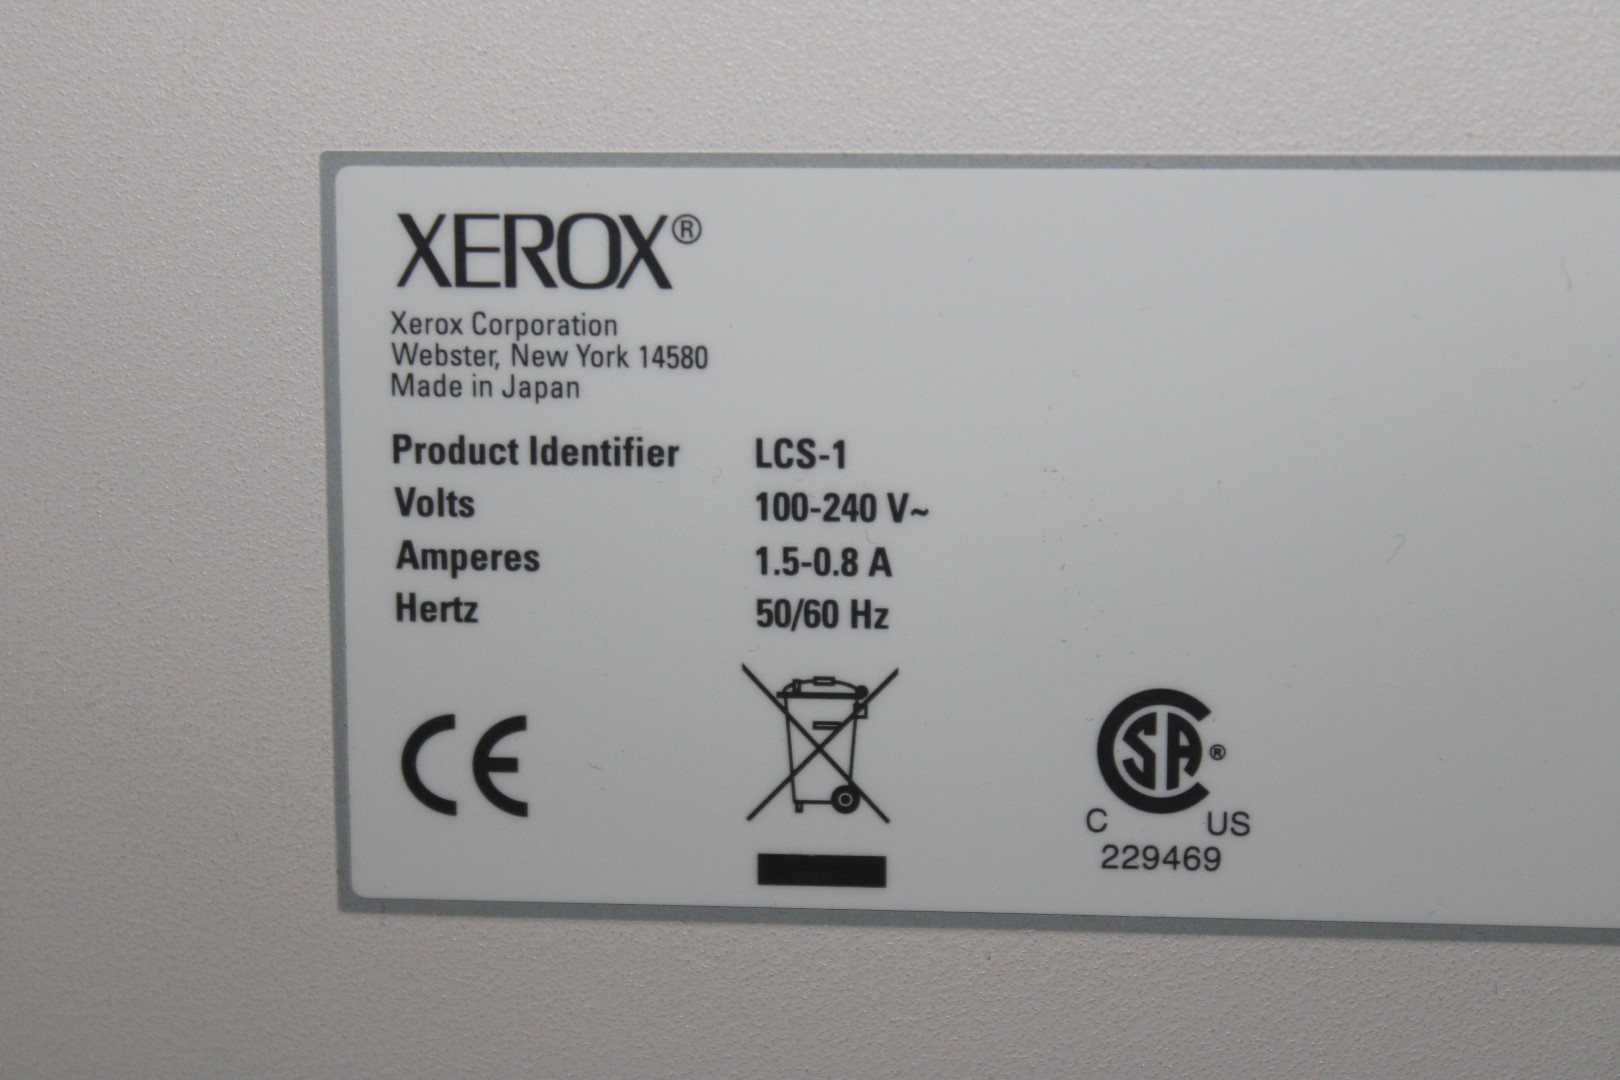 XEROX®
Xerox Corporation
Webster, New York 14580
Made in Japan
Product Identifier LCS-1
Volts 100-240 V~
Amperes 1.5-0.8 A
Hertz 50/60 Hz
CE
CSA®
C US
229469